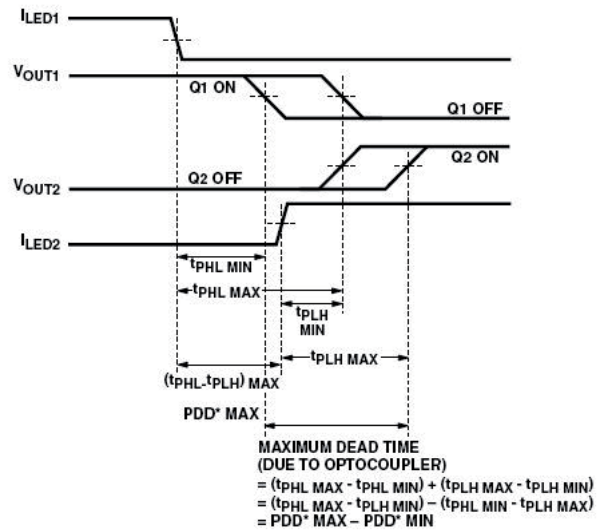 ILED1
VOUT1
Q1 ON
Q1 OFF
Q2 ON
Q2 OFF
VOUT2
ILED2
tPHL MIN
tPHL MAX
tPLH
MIN
tPLH MAX
(tPHL-tPLH) MAX
PDD* MAX
MAXIMUM DEAD TIME
(DUE TO OPTOCOUPLER)
= (tPHL MAX - tPHL MIN) + (tPLH MAX - tPLH MIN)
= (tPHL MAX - tPLH MIN) – (tPHL MIN - tPLH MAX)
= PDD* MAX – PDD* MIN